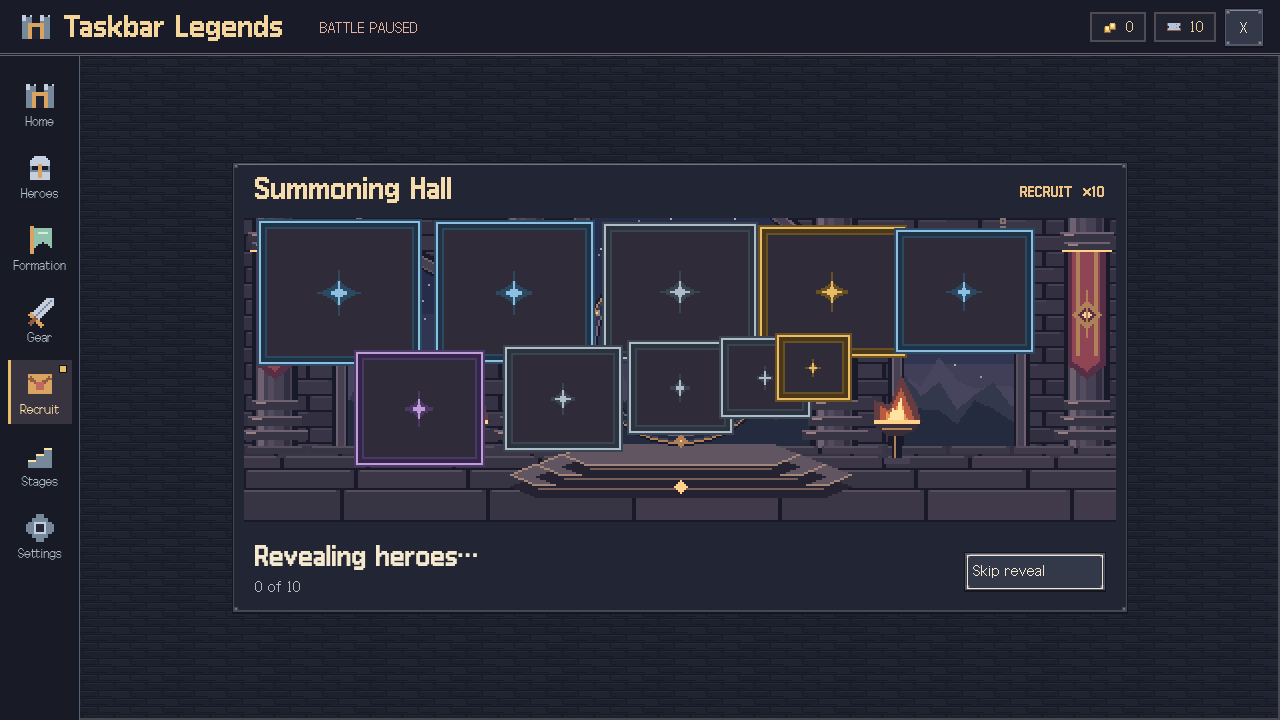 Taskbar Legends
BATTLE PAUSED
0
10
X
Home
Heroes
Formation
Gear
Recruit
Stages
Settings
Summoning Hall
RECRUIT ×10
Revealing heroes···
0 of 10
Skip reveal